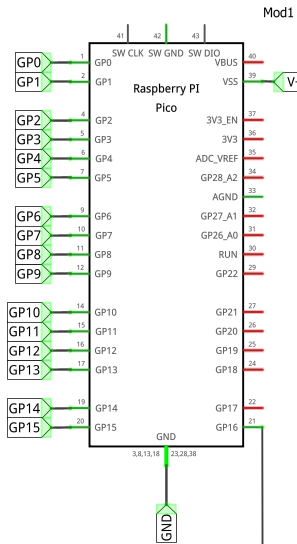 Mod1
41 42 43
SW CLK SW GND SW DIO
Raspberry PI
Pico
GP0 1 GP0 VBUS 40
GP1 2 GP1 VSS 39
GP2 4 GP2 3V3_EN 37
GP3 5 GP3 3V3 36
GP4 6 GP4 ADC_VREF 35
GP5 7 GP5 GP28_A2 34
AGND 33
GP6 9 GP6 GP27_A1 32
GP7 10 GP7 GP26_A0 31
GP8 11 GP8 RUN 30
GP9 12 GP9 GP22 29
GP10 14 GP10 GP21 27
GP11 15 GP11 GP20 26
GP12 16 GP12 GP19 25
GP13 17 GP13 GP18 24
GP14 19 GP14 GP17 22
GP15 20 GP15 GP16 21
GND
3,8,13,18 23,28,38
GND